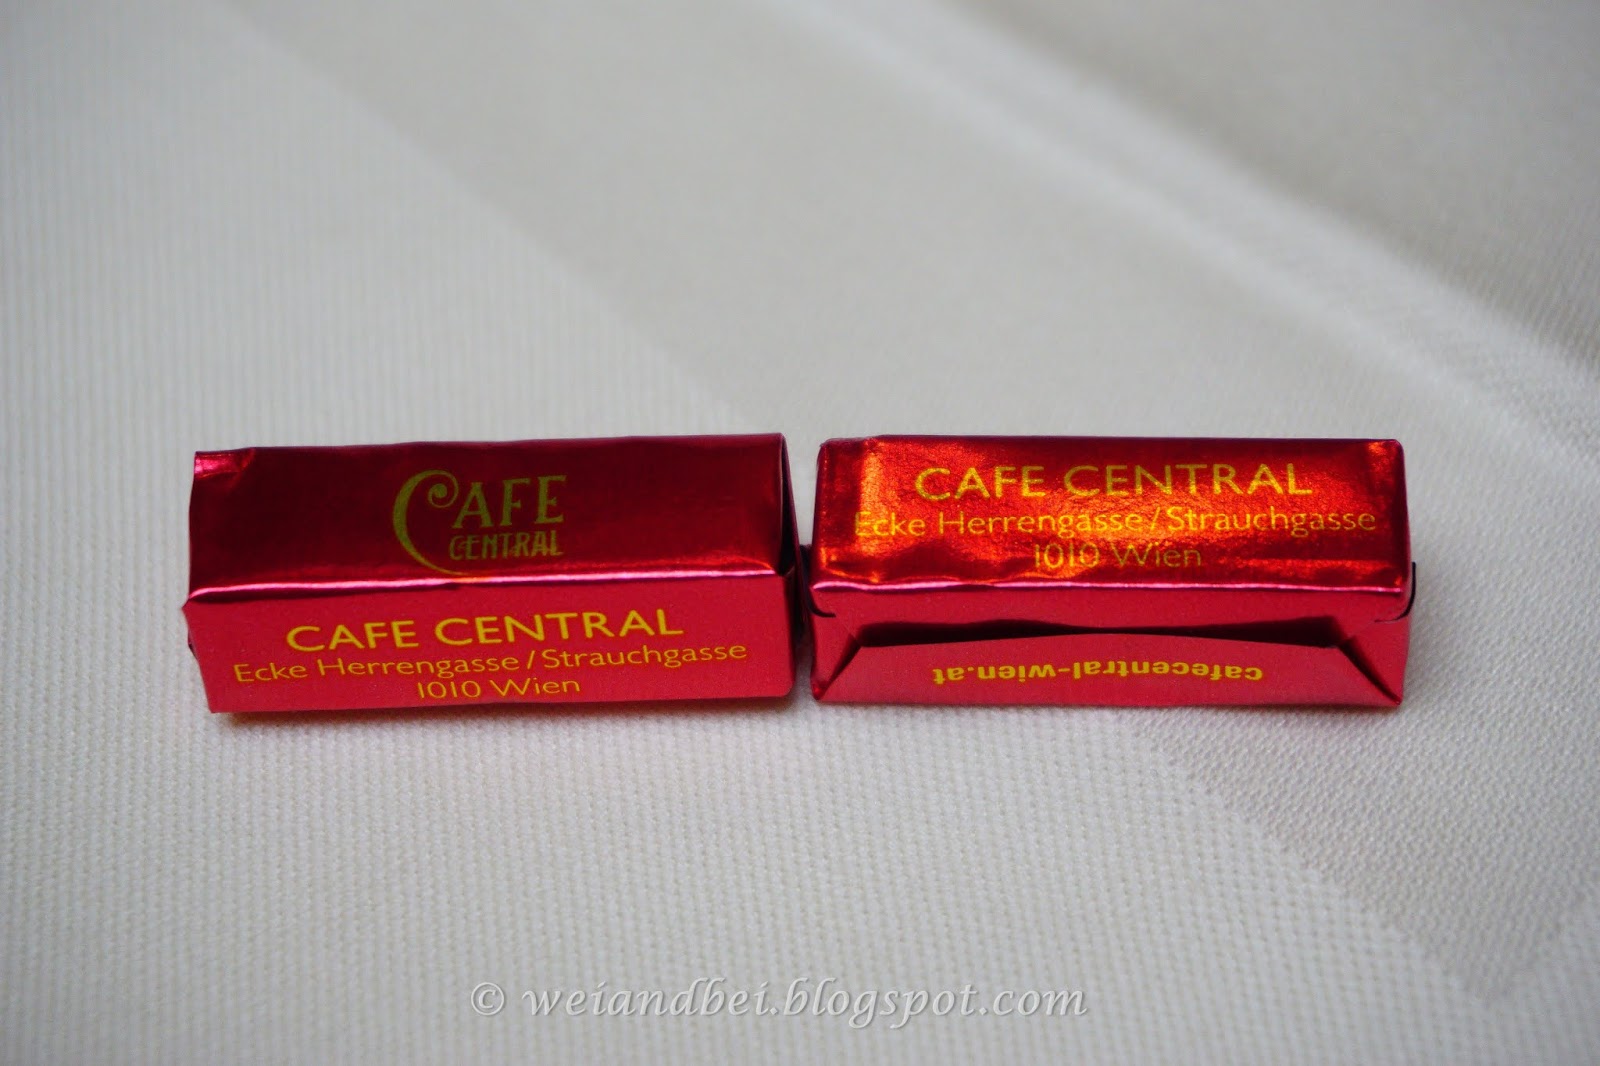 CAFE
CENTRAL
CAFE CENTRAL
Ecke Herrengasse / Strauchgasse
1010 Wien
CAFE CENTRAL
Ecke Herrengasse / Strauchgasse
1010 Wien
cafecentral-wien.at
© weiandbei.blogspot.com